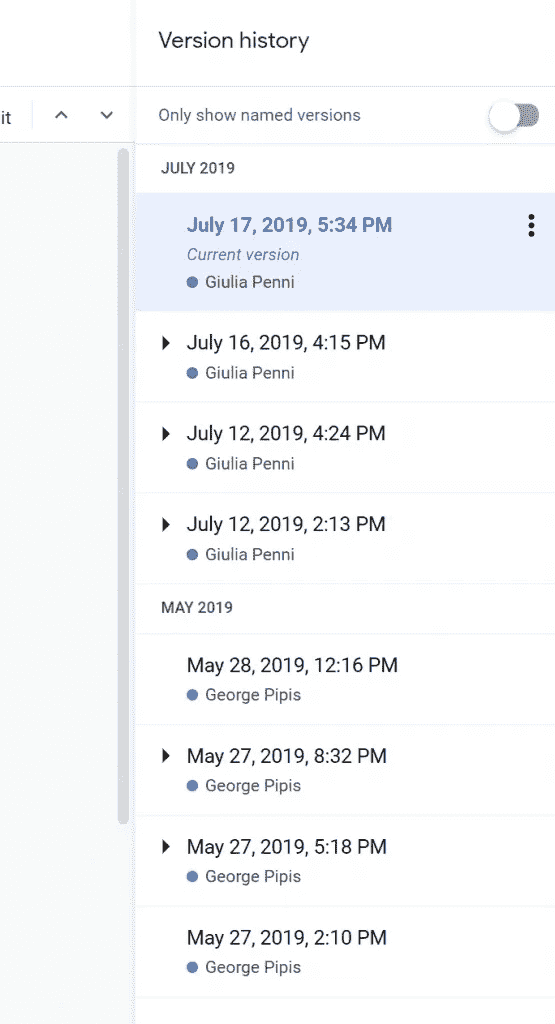 Version history
it
Only show named versions
JULY 2019
July 17, 2019, 5:34 PM
Current version
Giulia Penni
July 16, 2019, 4:15 PM
Giulia Penni
July 12, 2019, 4:24 PM
Giulia Penni
July 12, 2019, 2:13 PM
Giulia Penni
MAY 2019
May 28, 2019, 12:16 PM
George Pipis
May 27, 2019, 8:32 PM
George Pipis
May 27, 2019, 5:18 PM
George Pipis
May 27, 2019, 2:10 PM
George Pipis